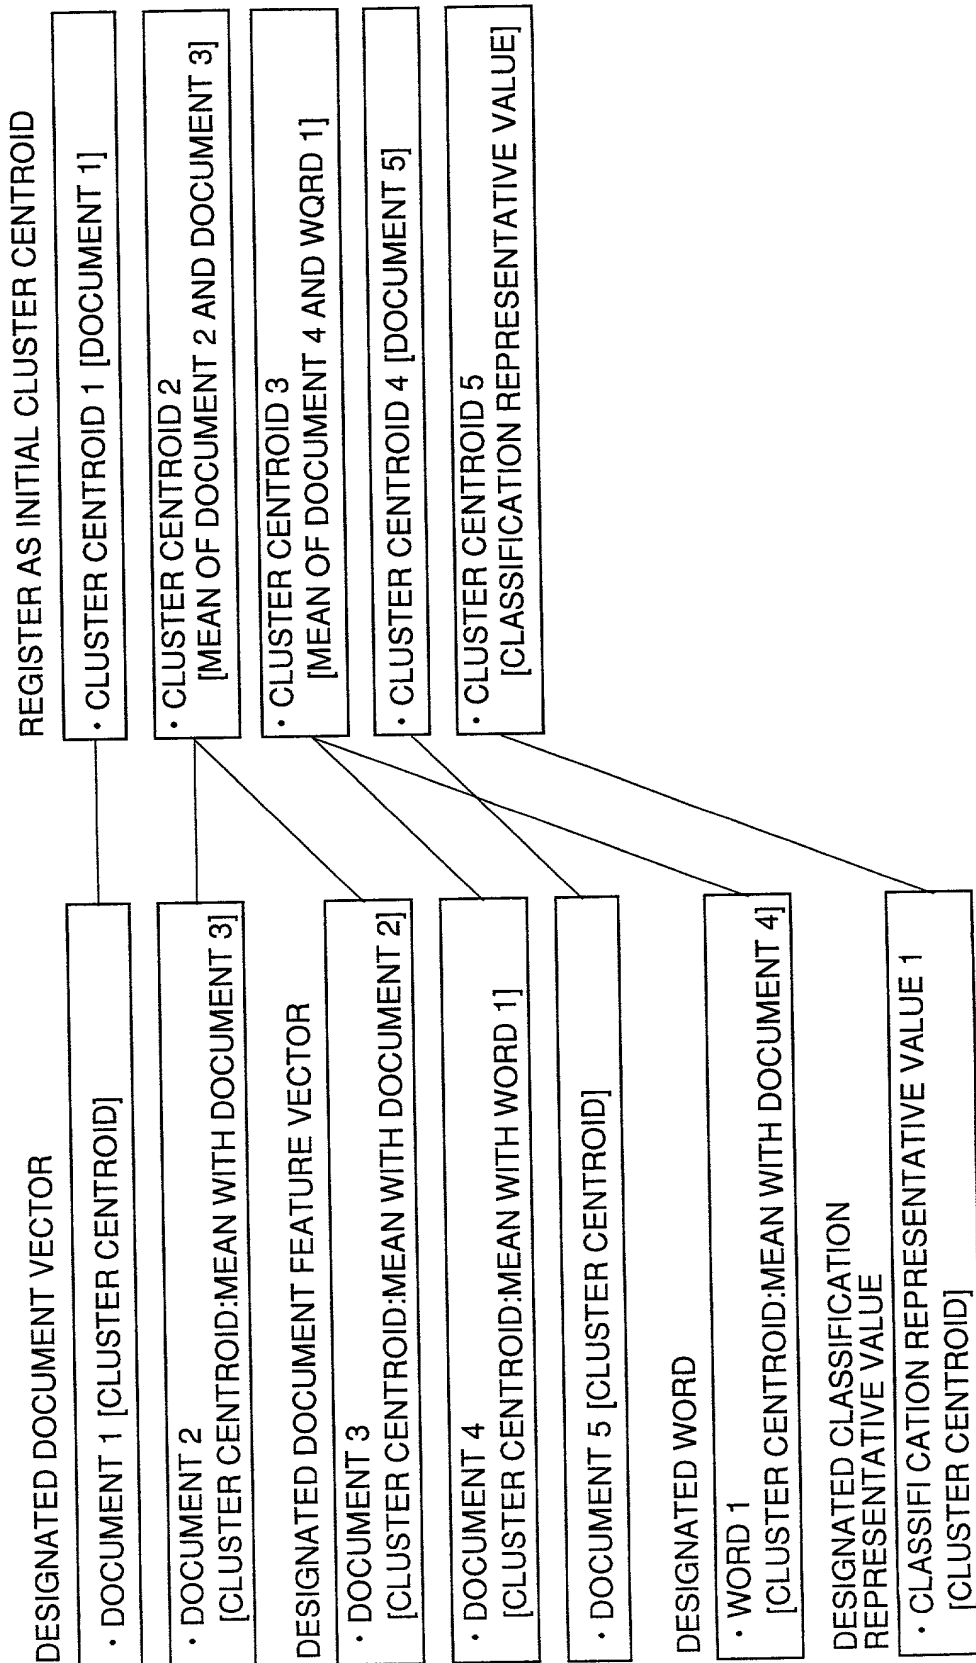 DESIGNATED DOCUMENT VECTOR
• DOCUMENT 1 [CLUSTER CENTROID]
• DOCUMENT 2
[CLUSTER CENTROID:MEAN WITH DOCUMENT 3]
DESIGNATED DOCUMENT FEATURE VECTOR
• DOCUMENT 3
[CLUSTER CENTROID:MEAN WITH DOCUMENT 2]
• DOCUMENT 4
[CLUSTER CENTROID:MEAN WITH WORD 1]
• DOCUMENT 5 [CLUSTER CENTROID]
DESIGNATED WORD
• WORD 1
[CLUSTER CENTROID:MEAN WITH DOCUMENT 4]
DESIGNATED CLASSIFICATION
REPRESENTATIVE VALUE
• CLASSIFI CATION REPRESENTATIVE VALUE 1
[CLUSTER CENTROID]
REGISTER AS INITIAL CLUSTER CENTROID
• CLUSTER CENTROID 1 [DOCUMENT 1]
• CLUSTER CENTROID 2
[MEAN OF DOCUMENT 2 AND DOCUMENT 3]
• CLUSTER CENTROID 3
[MEAN OF DOCUMENT 4 AND WQRD 1]
• CLUSTER CENTROID 4 [DOCUMENT 5]
• CLUSTER CENTROID 5
[CLASSIFICATION REPRESENTATIVE VALUE]